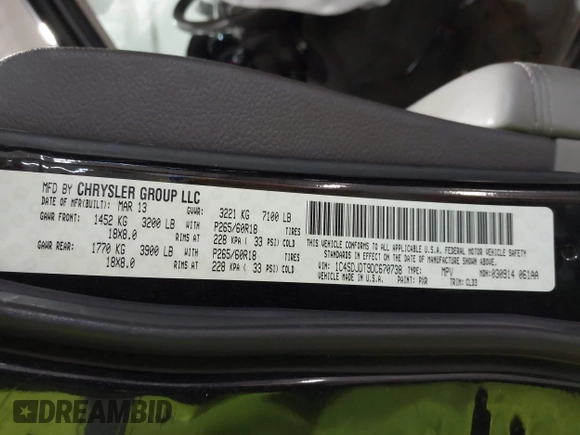 MFD BY CHRYSLER GROUP LLC
DATE OF MFR(BUILT): MAR 13 GVWR: 3221 KG 7100 LB
GAWR FRONT: 1452 KG 3200 LB WITH P265/60R18 TIRES
18X8.0 RIMS AT 228 KPA ( 33 PSI) COLD
GAWR REAR: 1770 KG 3900 LB WITH P265/60R18 TIRES
18X8.0 RIMS AT 228 KPA ( 33 PSI) COLD
THIS VEHICLE CONFORMS TO ALL APPLICABLE U.S.A. FEDERAL MOTOR VEHICLE SAFETY
STANDARDS IN EFFECT ON THE DATE OF MANUFACTURE SHOWN ABOVE.
VIN: 1C4SDJDT9DC670738 TYPE: MPV MDH: 030914 061AA
VEHICLE MADE IN U.S.A. PAINT: PXR TRIM: CLD3
DREAMBID